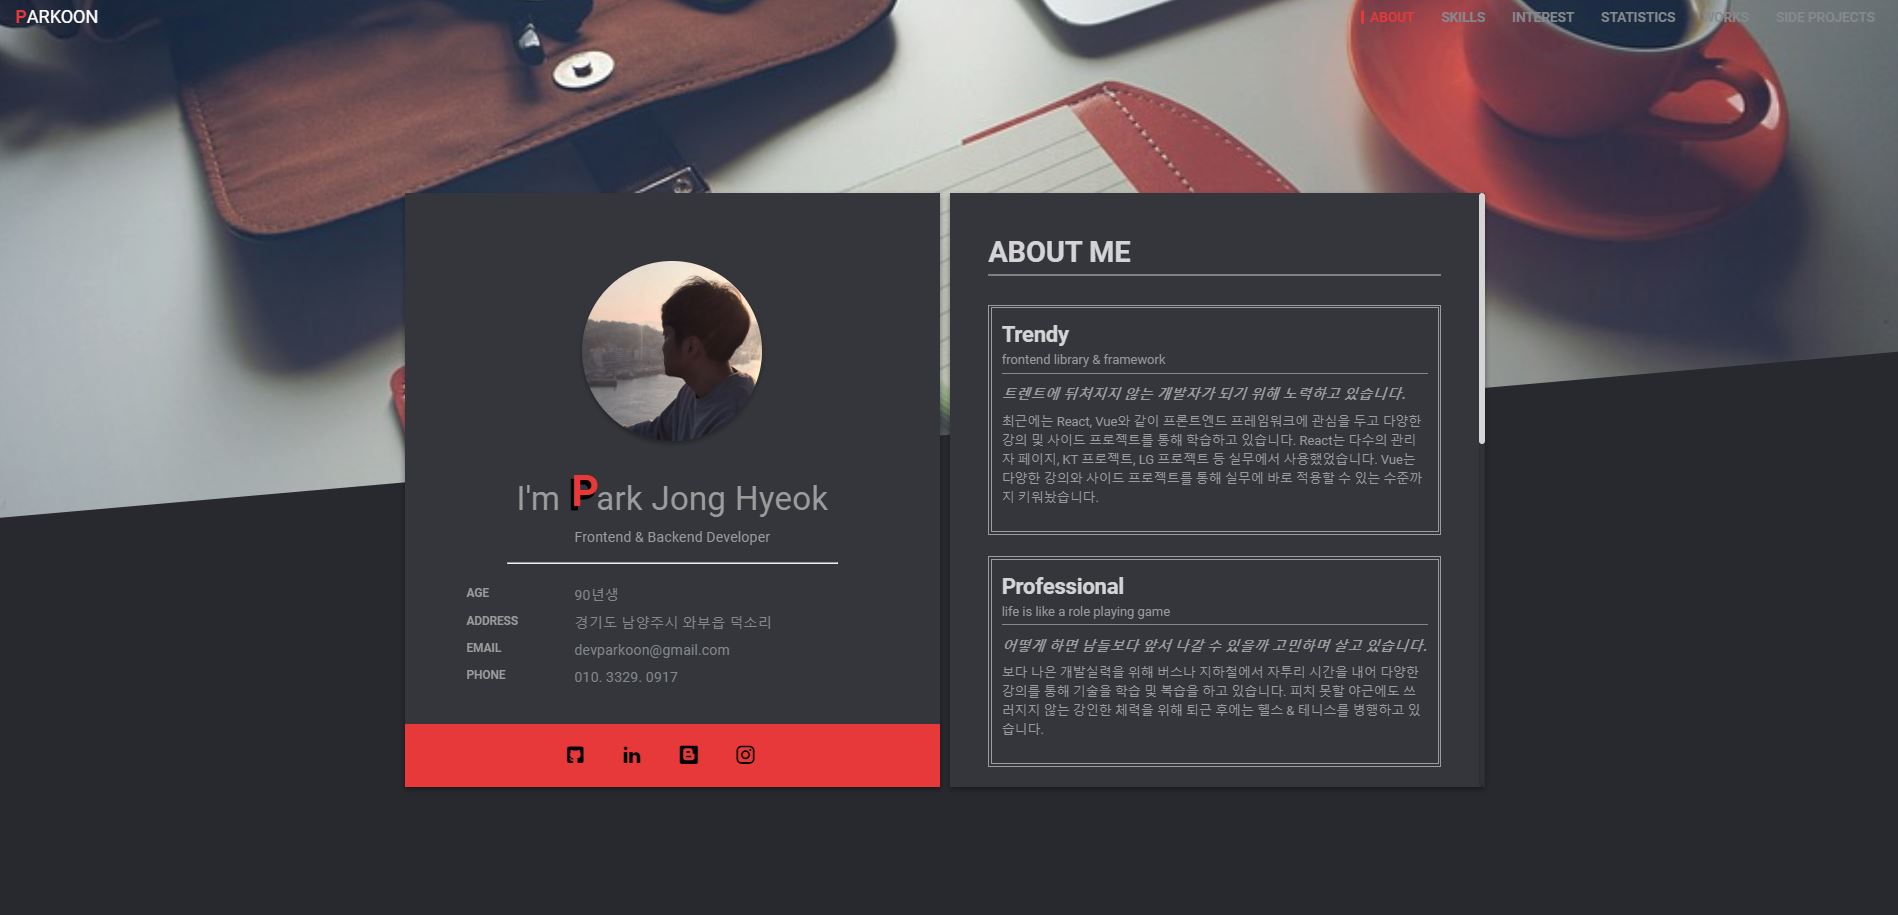 PARKOON
ABOUT SKILLS INTEREST STATISTICS WORKS SIDE PROJECTS
I'm Park Jong Hyeok
Frontend & Backend Developer
AGE 90년생
ADDRESS 경기도 남양주시 와부읍 덕소리
EMAIL devparkoon@gmail.com
PHONE 010. 3329. 0917
ABOUT ME
Trendy
frontend library & framework
트렌트에 뒤처지지 않는 개발자가 되기 위해 노력하고 있습니다.
최근에는 React, Vue와 같이 프론트엔드 프레임워크에 관심을 두고 다양한
강의 및 사이드 프로젝트를 통해 학습하고 있습니다. React는 다수의 관리
자 페이지, KT 프로젝트, LG 프로젝트 등 실무에서 사용했었습니다. Vue는
다양한 강의와 사이드 프로젝트를 통해 실무에 바로 적용할 수 있는 수준까
지 키워놨습니다.
Professional
life is like a role playing game
어떻게 하면 남들보다 앞서 나갈 수 있을까 고민하며 살고 있습니다.
보다 나은 개발실력을 위해 버스나 지하철에서 자투리 시간을 내어 다양한
강의를 통해 기술을 학습 및 복습을 하고 있습니다. 피치 못할 야근에도 쓰
러지지 않는 강인한 체력을 위해 퇴근 후에는 헬스 & 테니스를 병행하고 있
습니다.